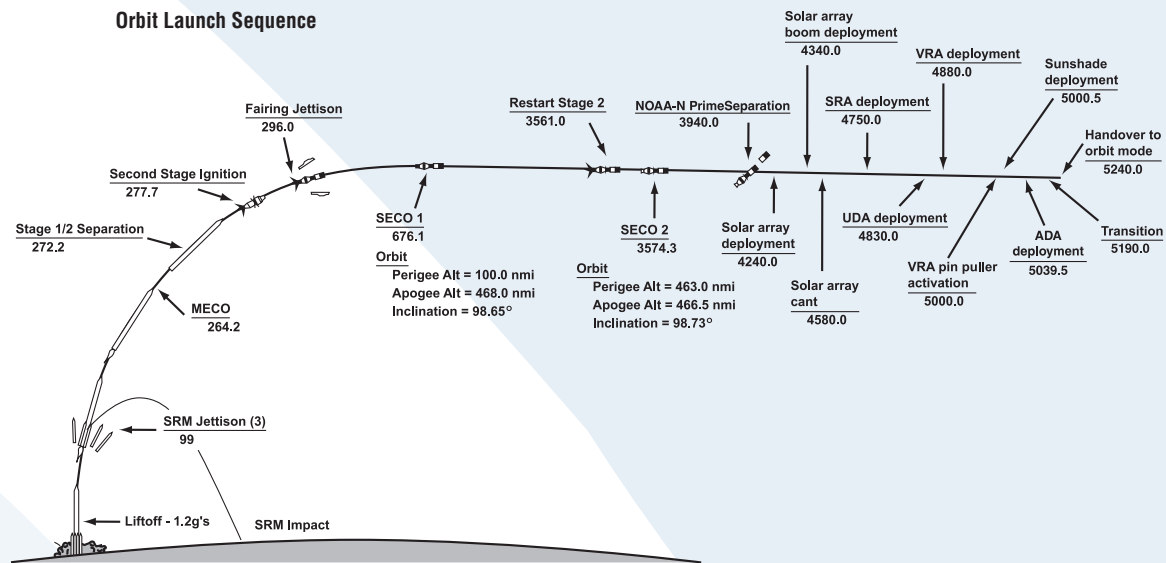 Orbit Launch Sequence
Liftoff - 1.2g's
SRM Impact
SRM Jettison (3)
99
MECO
264.2
Stage 1/2 Separation
272.2
Second Stage Ignition
277.7
Fairing Jettison
296.0
SECO 1
676.1
Orbit
Perigee Alt = 100.0 nmi
Apogee Alt = 468.0 nmi
Inclination = 98.65°
Restart Stage 2
3561.0
SECO 2
3574.3
Orbit
Perigee Alt = 463.0 nmi
Apogee Alt = 466.5 nmi
Inclination = 98.73°
NOAA-N PrimeSeparation
3940.0
Solar array
deployment
4240.0
Solar array
boom deployment
4340.0
Solar array
cant
4580.0
SRA deployment
4750.0
UDA deployment
4830.0
VRA deployment
4880.0
VRA pin puller
activation
5000.0
Sunshade
deployment
5000.5
ADA
deployment
5039.5
Transition
5190.0
Handover to
orbit mode
5240.0